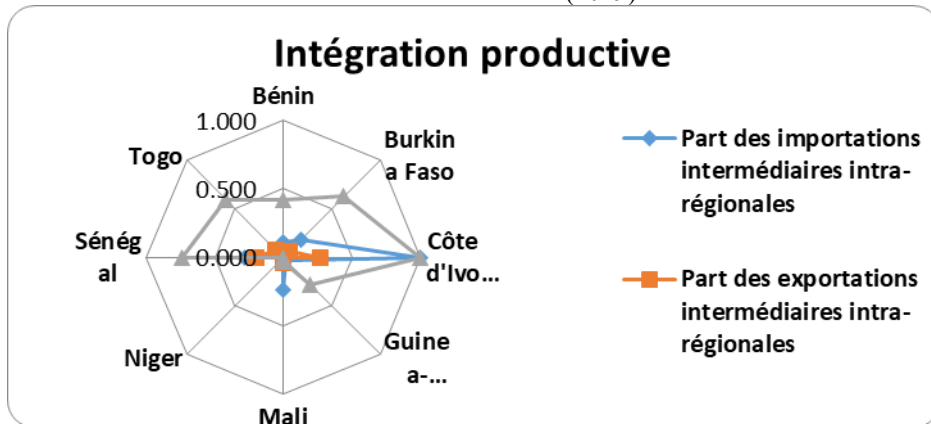 Intégration productive
Bénin
1.000
Burkin
a Faso
Togo
0.500
Sénég
al
0.000
Côte
d'Ivo...
Guine
a-...
Niger
Mali
Part des importations
intermédiaires intra-
régionales
Part des exportations
intermédiaires intra-
régionales